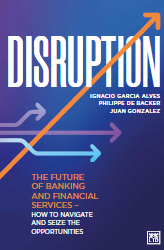 DISRUPTION
IGNACIO GARCIA ALVES
PHILIPPE DE BACKER
JUAN GONZALEZ
THE FUTURE
OF BANKING
AND FINANCIAL
SERVICES –
HOW TO NAVIGATE
AND SEIZE THE
OPPORTUNITIES